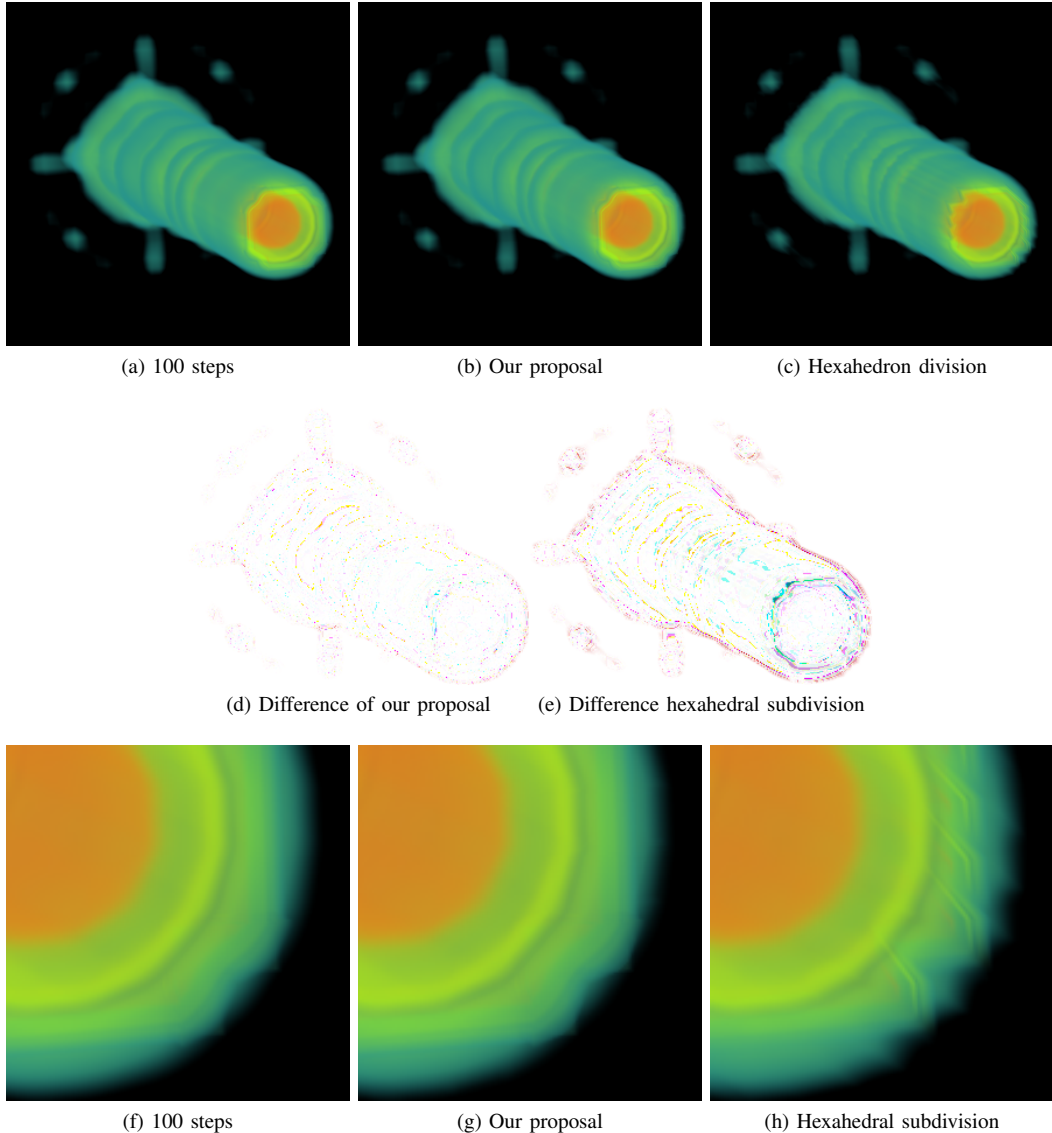 (a) 100 steps
(b) Our proposal
(c) Hexahedron division
(d) Difference of our proposal
(e) Difference hexahedral subdivision
(f) 100 steps
(g) Our proposal
(h) Hexahedral subdivision